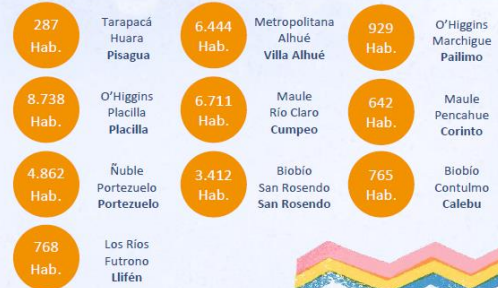 287
Hab.
Tarapacá
Huara
Pisagua
6.444
Hab.
Metropolitana
Alhué
Villa Alhué
929
Hab.
O'Higgins
Marchigue
Pailimo
8.738
Hab.
O'Higgins
Placilla
Placilla
6.711
Hab.
Maule
Río Claro
Cumpeo
642
Hab.
Maule
Pencahue
Corinto
4.862
Hab.
Ñuble
Portezuelo
Portezuelo
3.412
Hab.
Biobío
San Rosendo
San Rosendo
765
Hab.
Biobío
Contulmo
Calebu
768
Hab.
Los Ríos
Futrono
Llifén